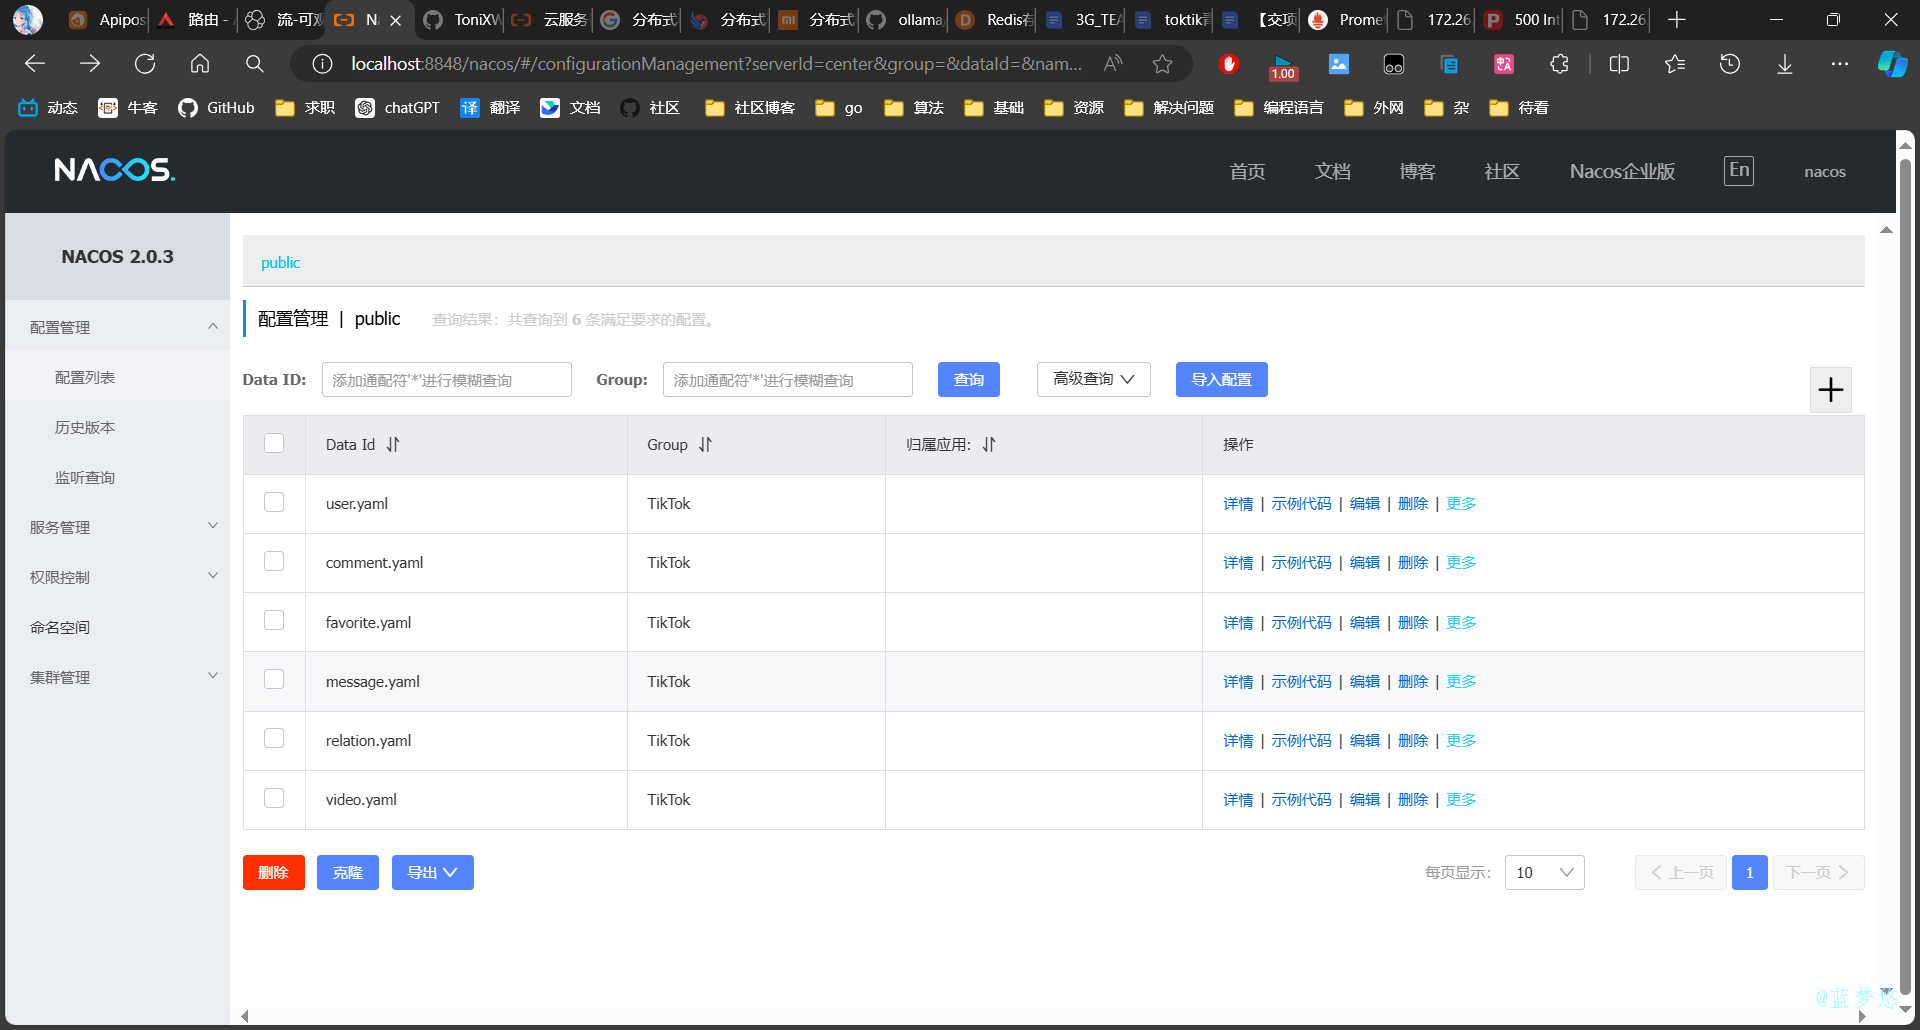 Apipos 路由 - 流-可观 N ToniXW 云服务 分布式 分布式 分布式 ollama/ Redis在 3G_TEA toktik 【交项 Prome 172.26 500 Int 172.26
localhost:8848/nacos/#/configurationManagement?serverId=center&group=&dataId=&nam... 1.00
动态 牛客 GitHub 求职 chatGPT 译 翻译 文档 社区 社区博客 go 算法 基础 资源 解决问题 编程语言 外网 杂 待看
NACOS. 首页 文档 博客 社区 Nacos企业版 En nacos
NACOS 2.0.3
配置管理
配置列表
历史版本
监听查询
服务管理
权限控制
命名空间
集群管理
public
配置管理 | public 查询结果：共查询到 6 条满足要求的配置。
Data ID: 添加通配符'*'进行模糊查询 Group: 添加通配符'*'进行模糊查询 查询 高级查询 导入配置
Data Id Group 归属应用: 操作
user.yaml TikTok 详情 | 示例代码 | 编辑 | 删除 | 更多
comment.yaml TikTok 详情 | 示例代码 | 编辑 | 删除 | 更多
favorite.yaml TikTok 详情 | 示例代码 | 编辑 | 删除 | 更多
message.yaml TikTok 详情 | 示例代码 | 编辑 | 删除 | 更多
relation.yaml TikTok 详情 | 示例代码 | 编辑 | 删除 | 更多
video.yaml TikTok 详情 | 示例代码 | 编辑 | 删除 | 更多
删除 克隆 导出 每页显示: 10 上一页 1 下一页
@蓝梦悠